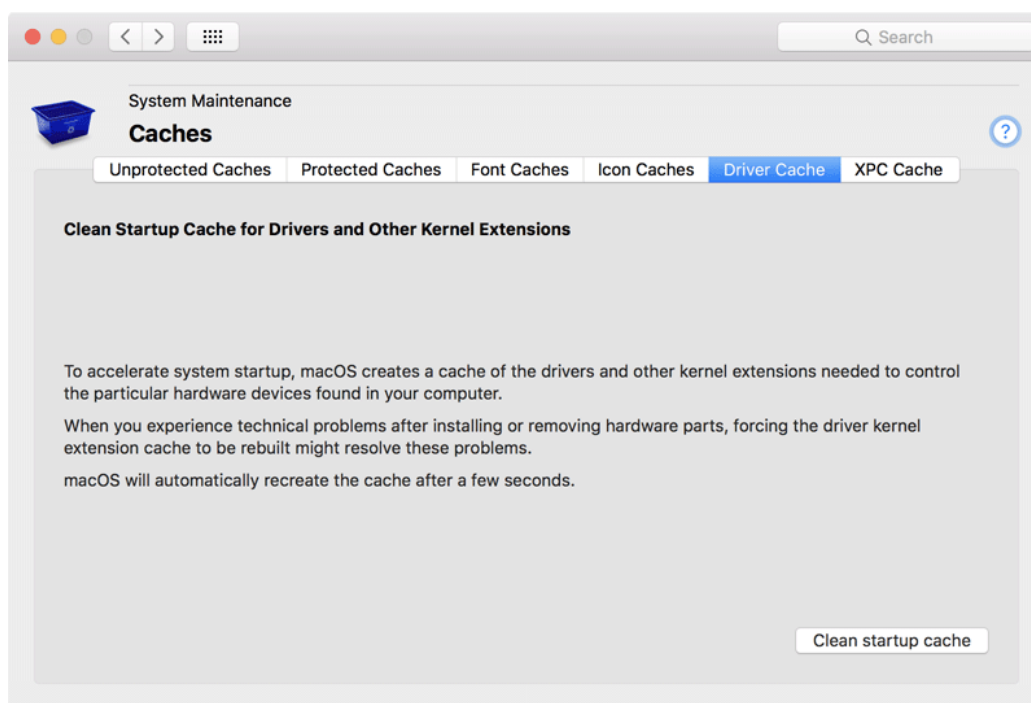 Search
System Maintenance
Caches
?
Unprotected Caches Protected Caches Font Caches Icon Caches Driver Cache XPC Cache
Clean Startup Cache for Drivers and Other Kernel Extensions
To accelerate system startup, macOS creates a cache of the drivers and other kernel extensions needed to control
the particular hardware devices found in your computer.
When you experience technical problems after installing or removing hardware parts, forcing the driver kernel
extension cache to be rebuilt might resolve these problems.
macOS will automatically recreate the cache after a few seconds.
Clean startup cache